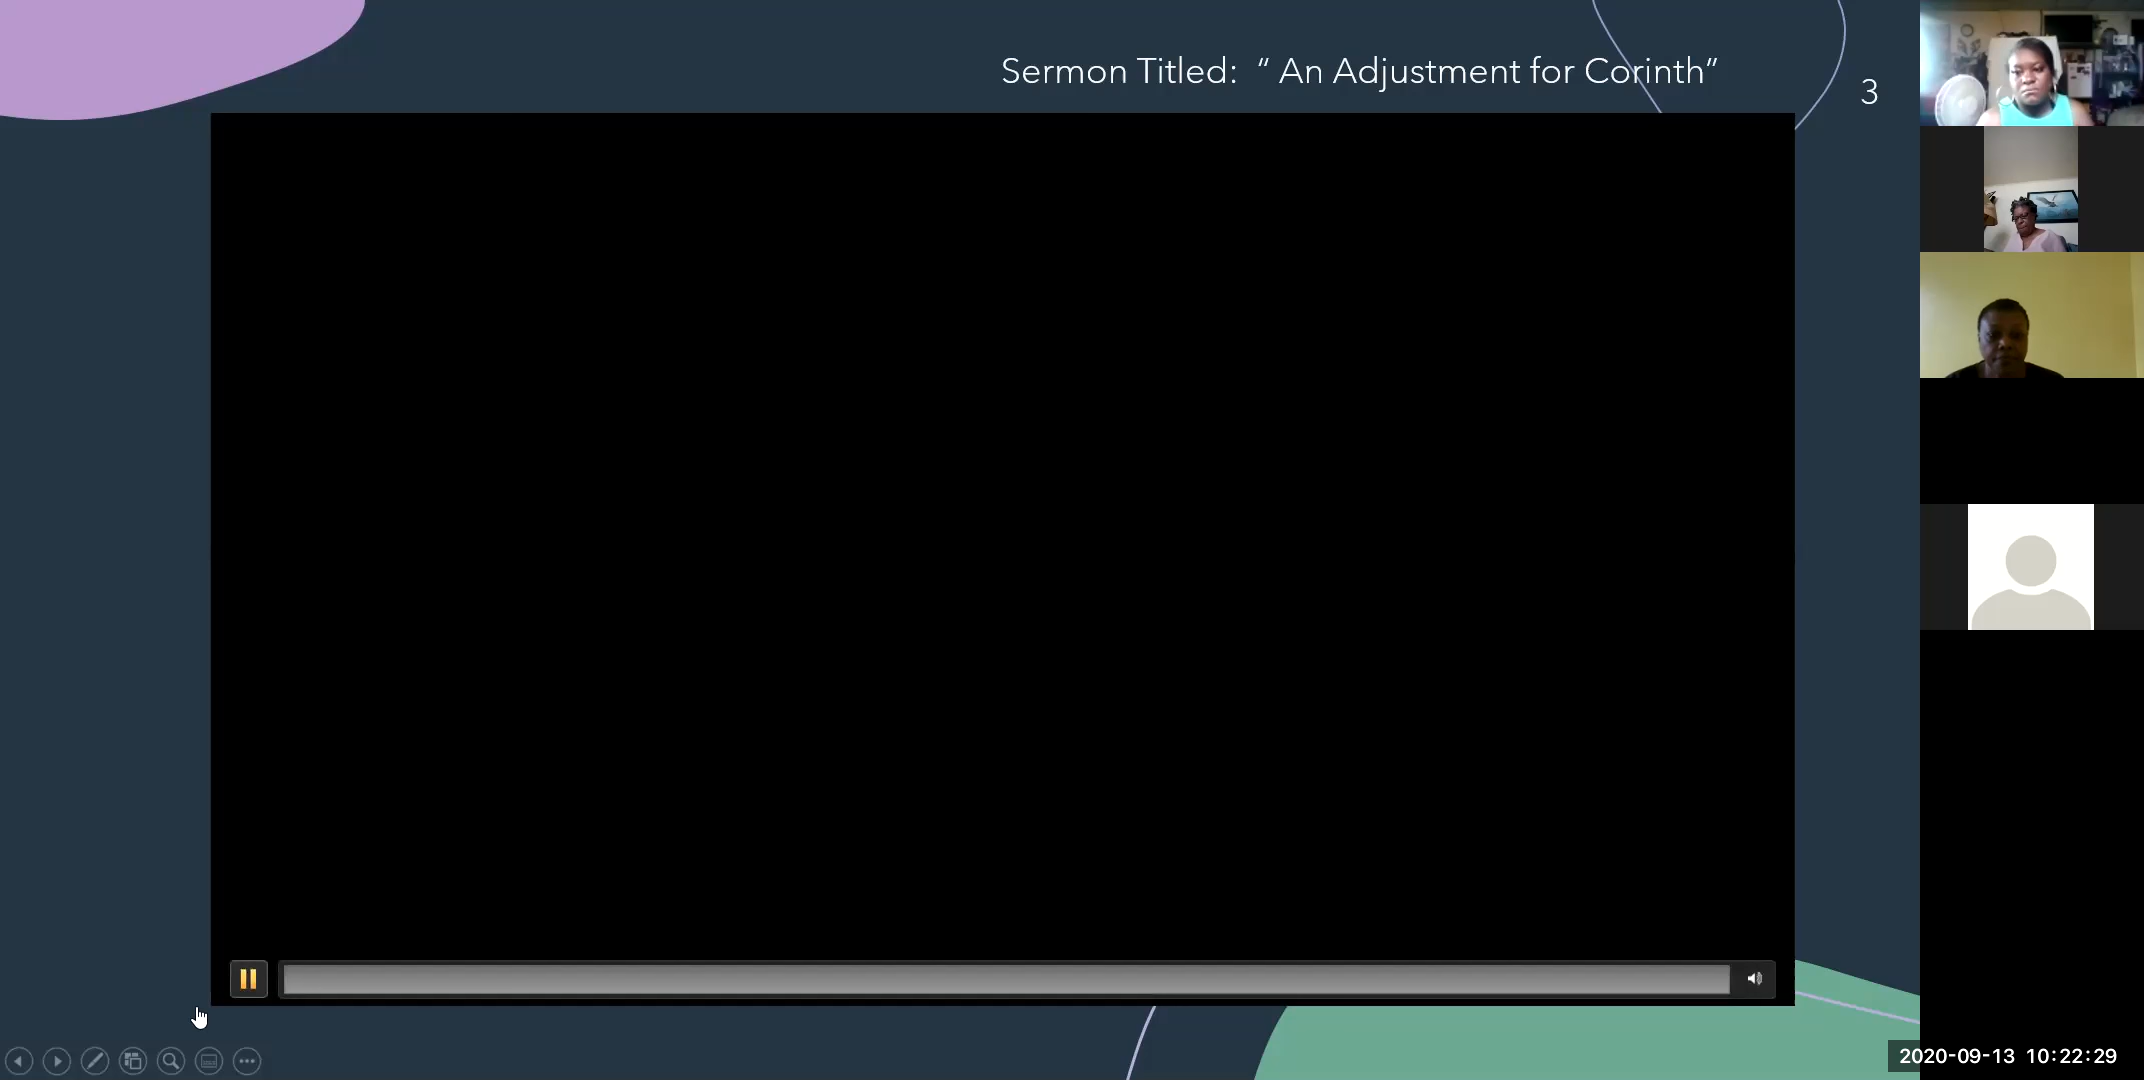 Sermon Titled:  “ An Adjustment for Corinth”
3
2020-09-13 10:22:29